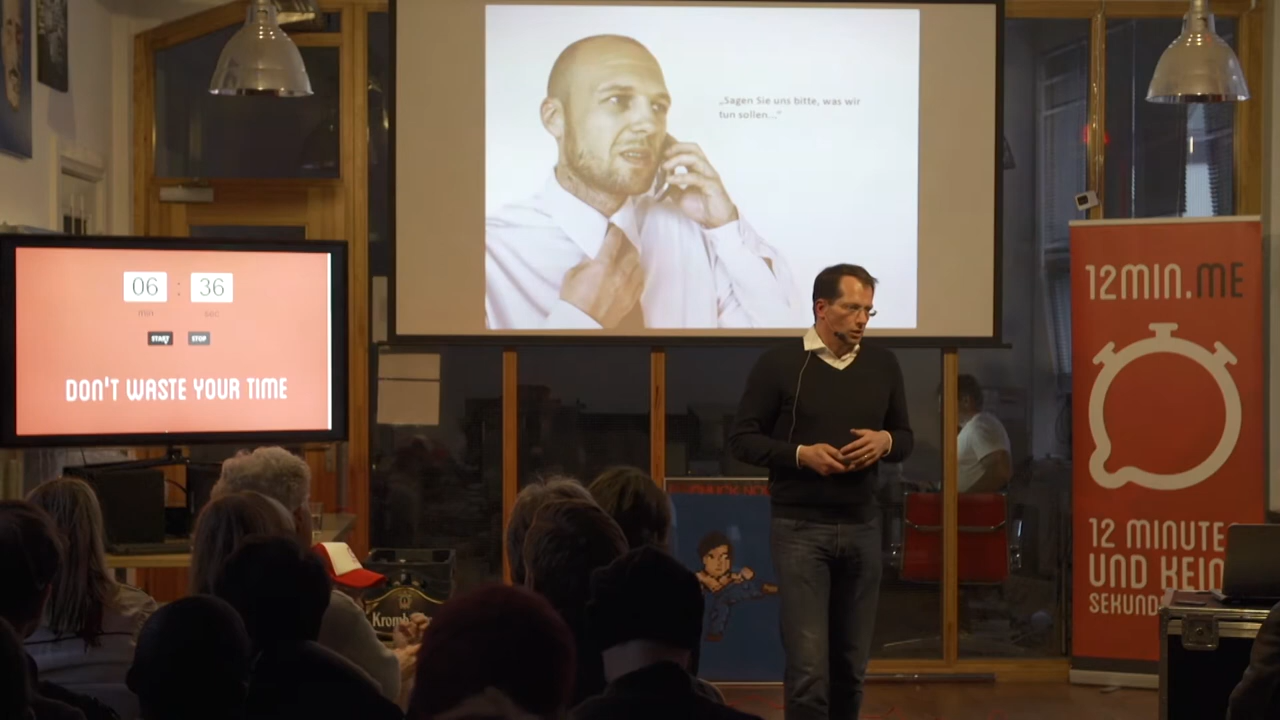 „Sagen Sie uns bitte, was wir
tun sollen..."
06 : 36
min sec
START STOP
DON'T WASTE YOUR TIME
12MIN.ME
12 MINUTE
UND KEIN
SEKUND
Kromb